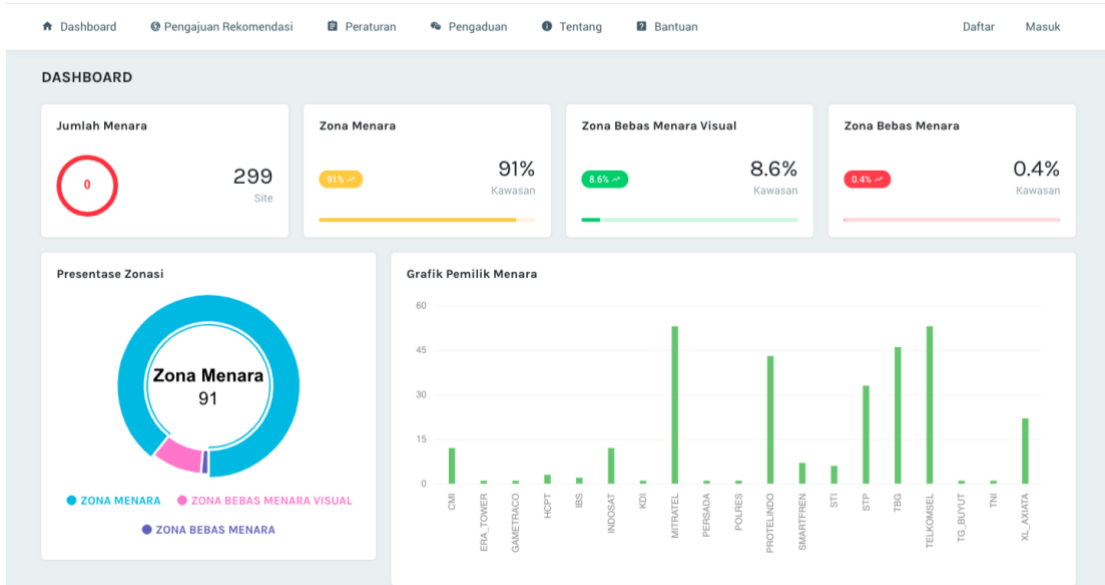 Dashboard Pengajuan Rekomendasi Peraturan Pengaduan Tentang Bantuan Daftar Masuk
DASHBOARD
Jumlah Menara
0
299
Site
Zona Menara
91%
91%
Kawasan
Zona Bebas Menara Visual
8.6%
8.6%
Kawasan
Zona Bebas Menara
0.4%
0.4%
Kawasan
Presentase Zonasi
Zona Menara
91
ZONA MENARA ZONA BEBAS MENARA VISUAL
ZONA BEBAS MENARA
Grafik Pemilik Menara
60
45
30
15
0
CMI
ERA_TOWER
GAMETRACO
HCPT
IBS
INDOSAT
KDI
MITRATEL
PERSADA
POLRES
PROTELINDO
SMARTFREN
STI
STP
TBG
TELKOMSEL
TG_BUYUT
TNI
XL_AXIATA